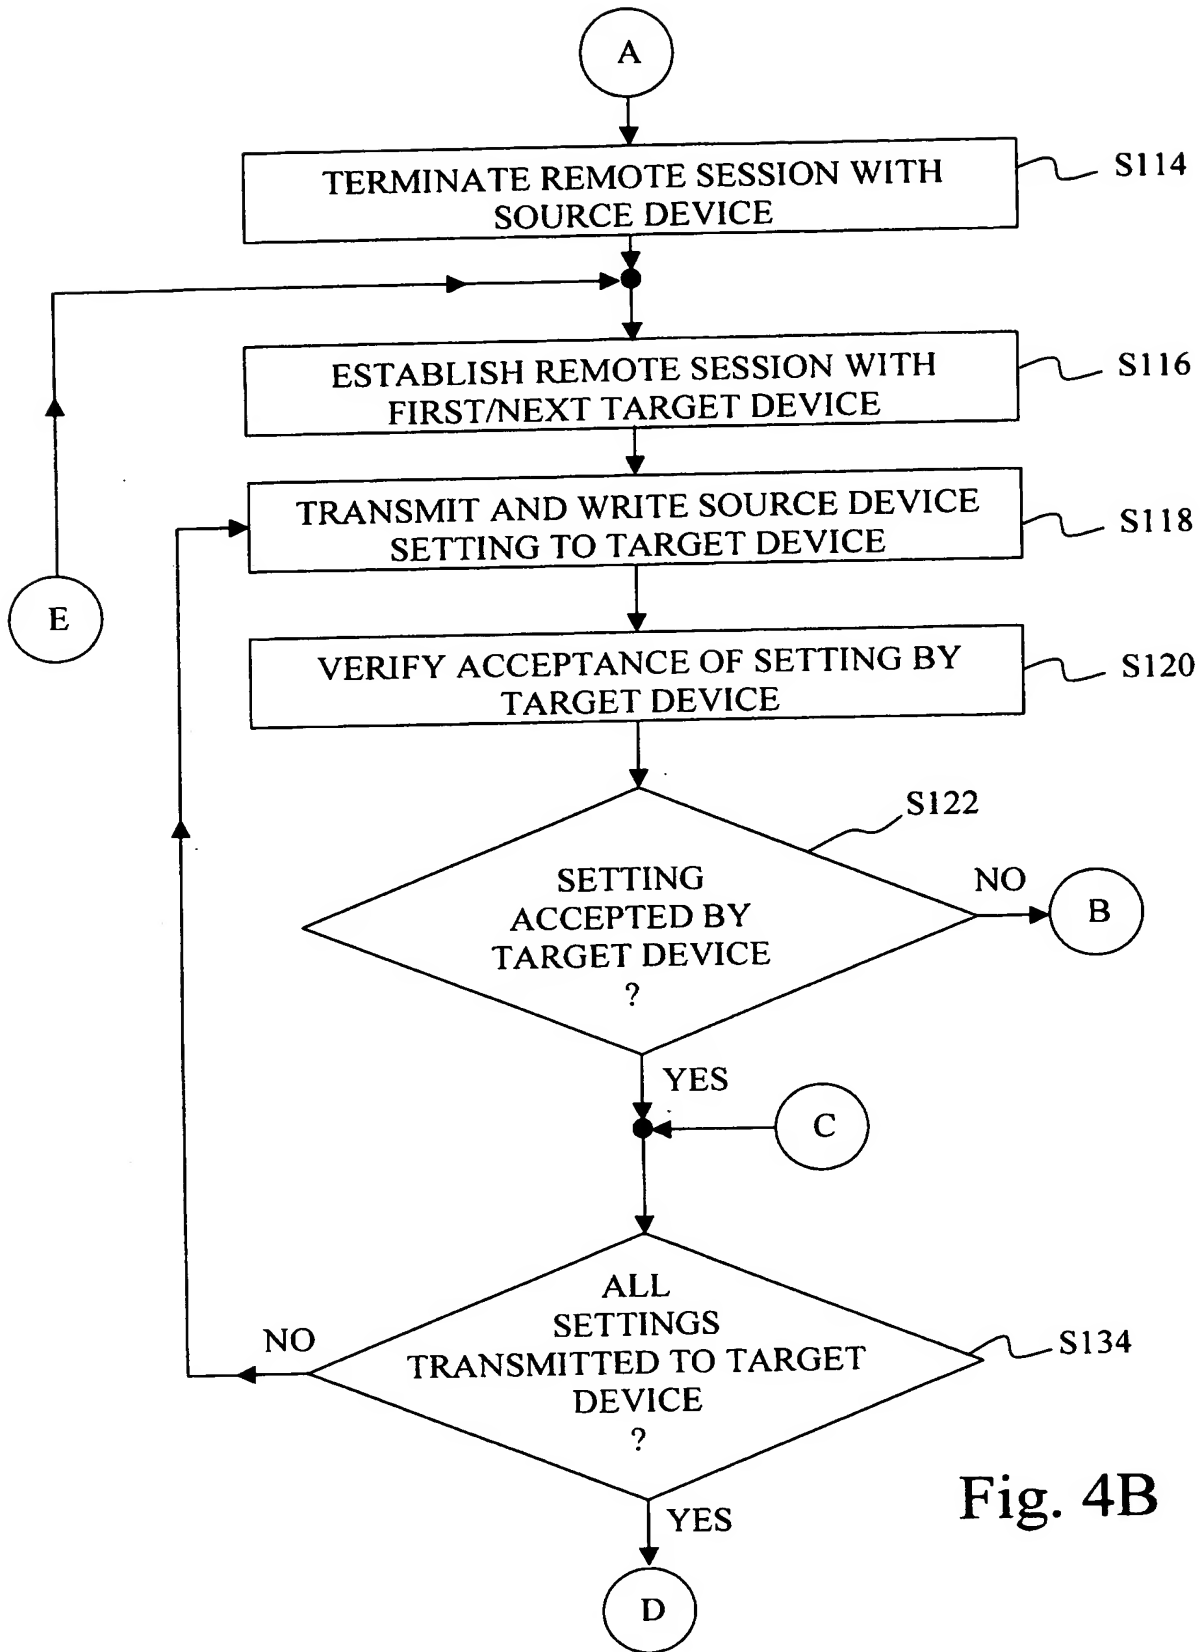 A
TERMINATE REMOTE SESSION WITH
SOURCE DEVICE
S114
ESTABLISH REMOTE SESSION WITH
FIRST/NEXT TARGET DEVICE
S116
TRANSMIT AND WRITE SOURCE DEVICE
SETTING TO TARGET DEVICE
S118
E
VERIFY ACCEPTANCE OF SETTING BY
TARGET DEVICE
S120
S122
SETTING
ACCEPTED BY
TARGET DEVICE
?
NO
B
YES
C
ALL
SETTINGS
TRANSMITTED TO TARGET
DEVICE
?
NO
S134
YES
D
Fig. 4B